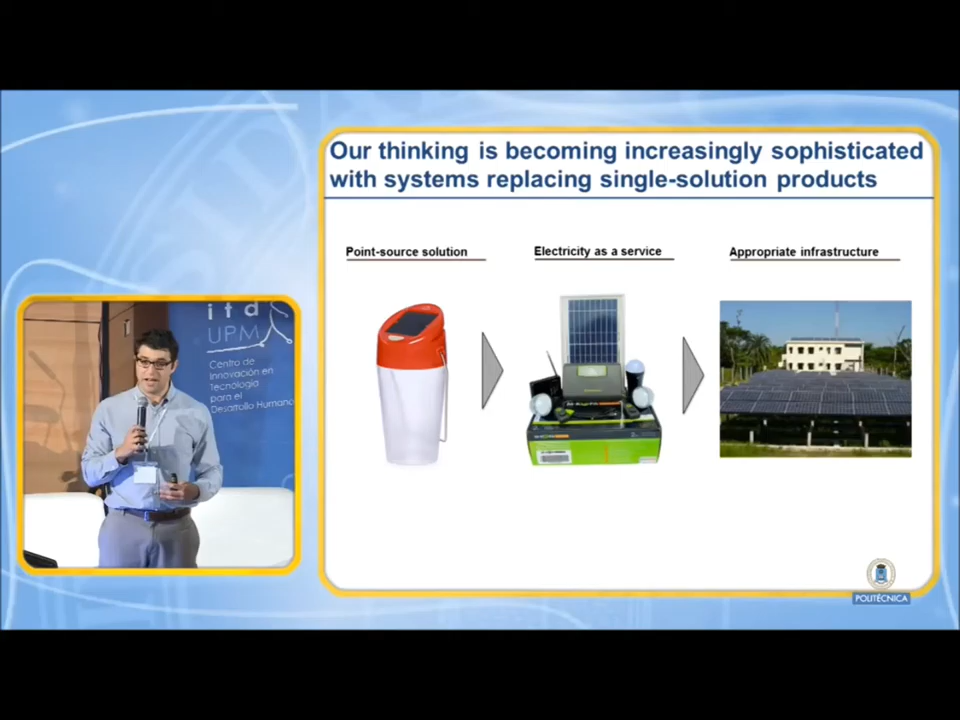 Our thinking is becoming increasingly sophisticated
with systems replacing single-solution products
Point-source solution
Electricity as a service
Appropriate infrastructure
itd
UPM
Centro de
Innovación en
Tecnología
para el
Desarrollo Humano
POLITÉCNICA